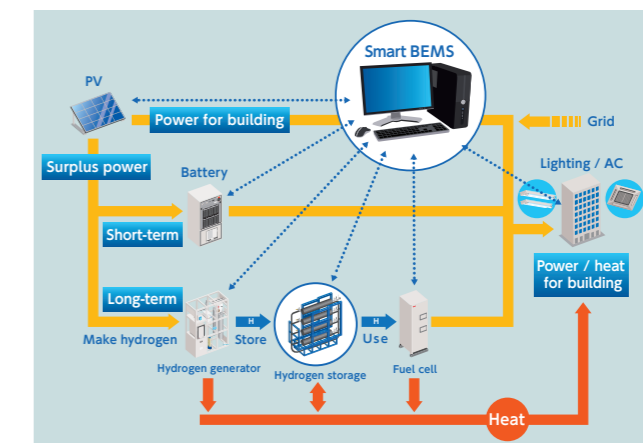 Smart BEMS
PV
Power for building
Grid
Surplus power
Battery
Lighting / AC
Short-term
Power / heat
for building
Long-term
Make hydrogen
H
Store
H
Use
Hydrogen generator
Hydrogen storage
Fuel cell
Heat